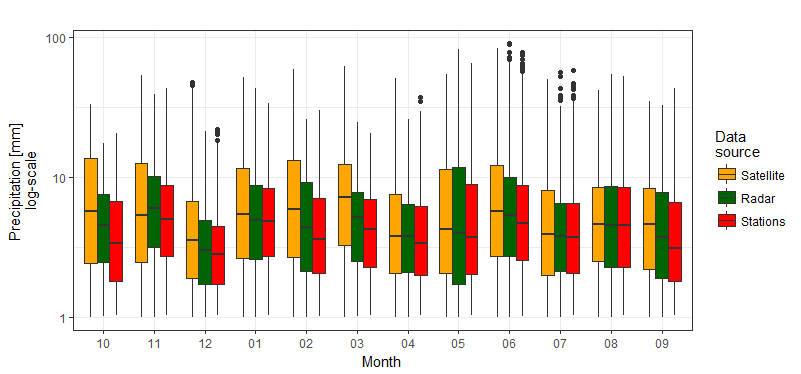 100
10
1
Precipitation [mm]
log-scale
10 11 12 01 02 03 04 05 06 07 08 09
Month
Data
source
Satellite
Radar
Stations